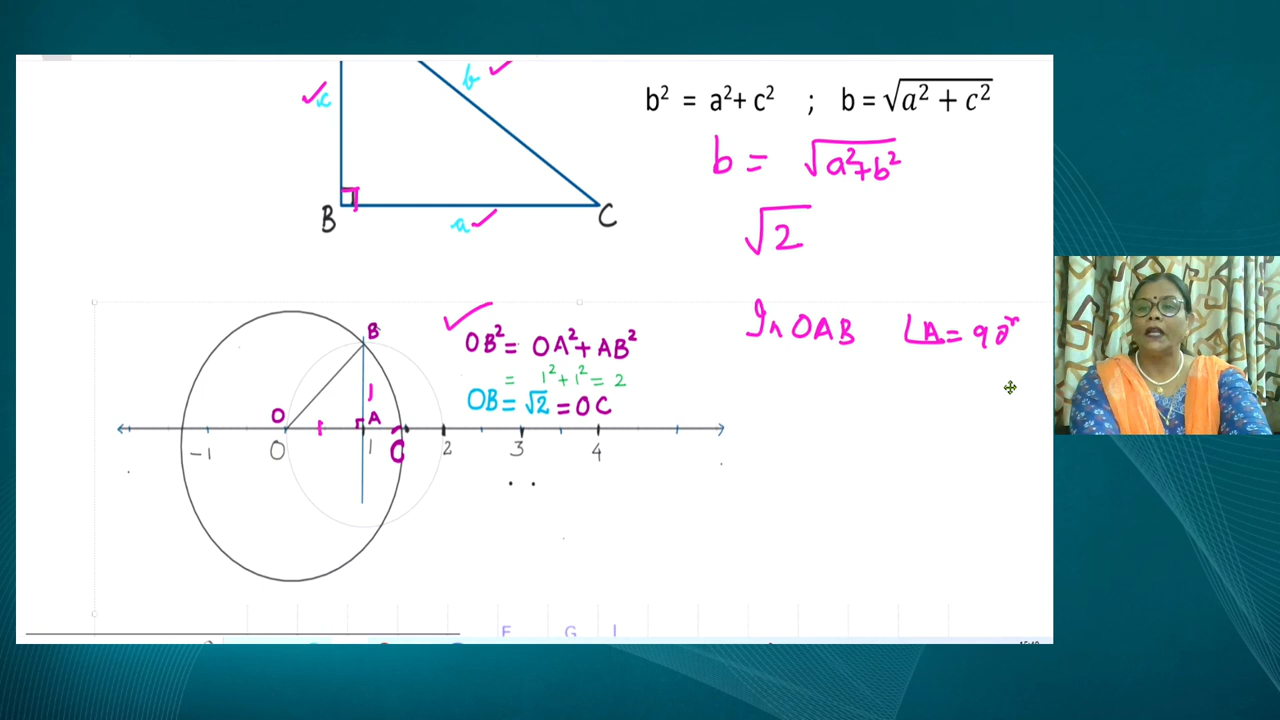 c
b
b² = a²+ c² ; b = √a² + c²
b = √a²+b²
B
a
C
√2
B
OB² = OA² + AB²
In OAB ∠A = 90°
= 1² + 1² = 2
1
OB = √2 = OC
O
A
-1 0 1 C 2 3 4
F G I